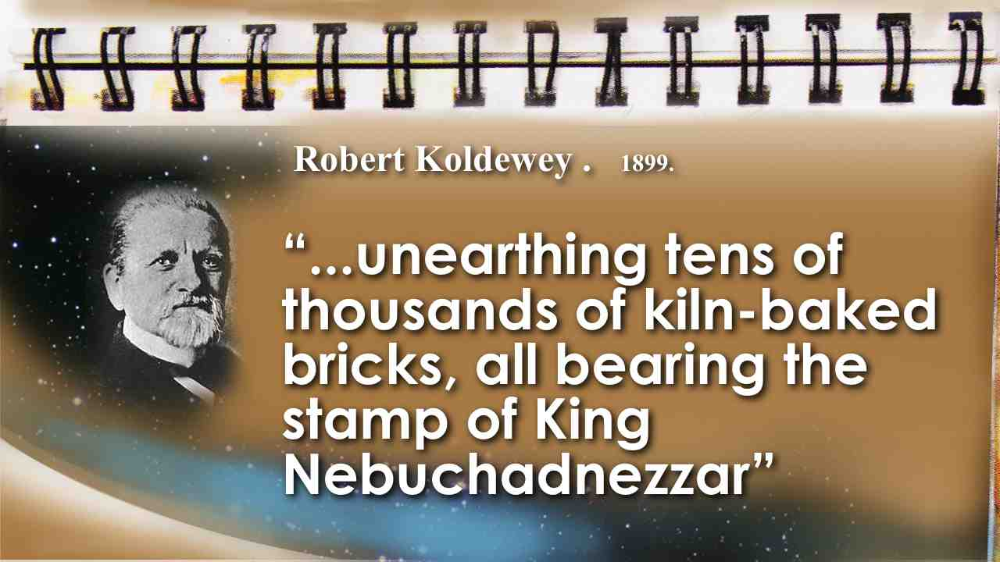 Robert Koldewey . 1899.
“...unearthing tens of
thousands of kiln-baked
bricks, all bearing the
stamp of King
Nebuchadnezzar”